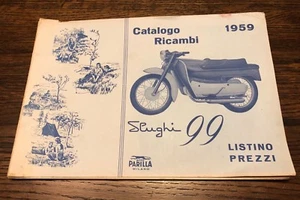 Catalogo 1959
Ricambi
Slughi 99
LISTINO
PREZZI
PARILLA
MILANO